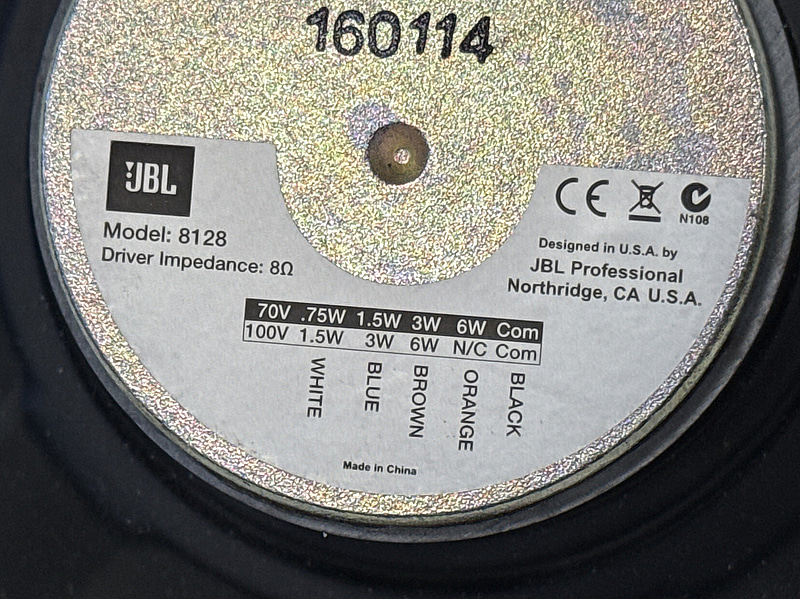 160114
JBL
Model: 8128
Driver Impedance: 8Ω
CE
N108
Designed in U.S.A. by
JBL Professional
Northridge, CA U.S.A.
70V .75W 1.5W 3W 6W Com
100V 1.5W 3W 6W N/C Com
WHITE
BLUE
BROWN
ORANGE
BLACK
Made in China